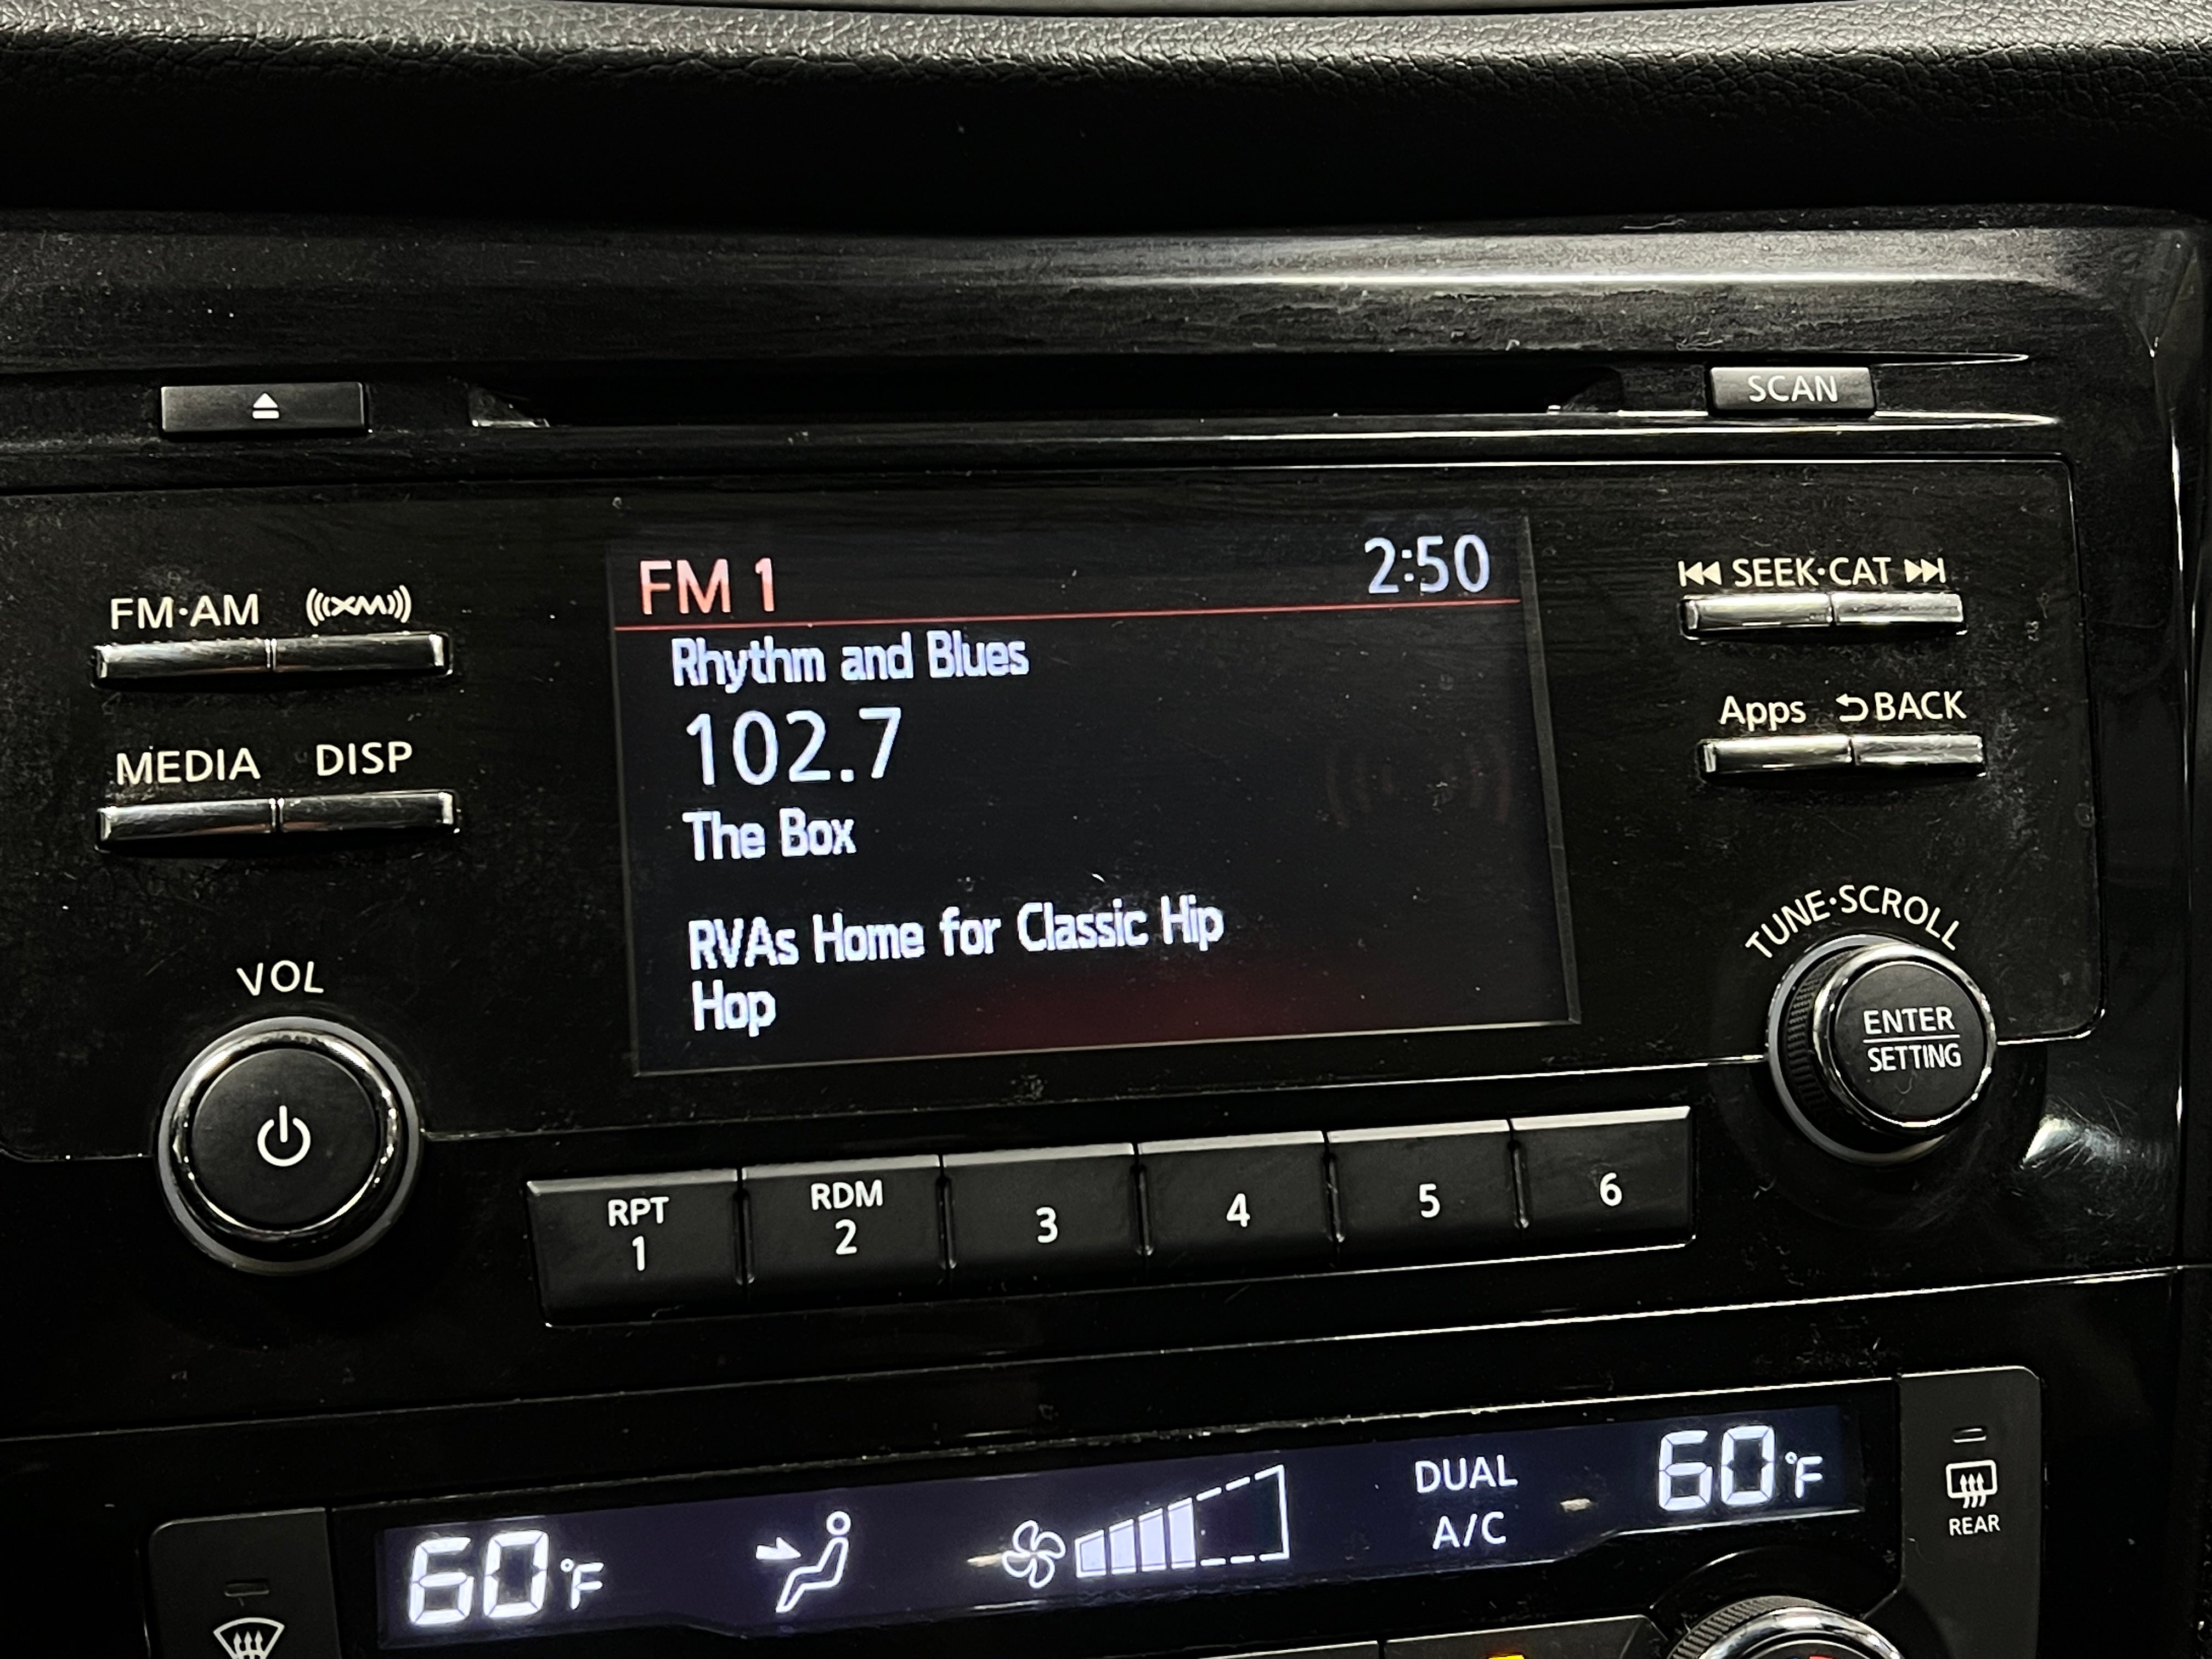 SCAN
FM 1 2:50
FM·AM XM
SEEK·CAT
Rhythm and Blues
102.7
Apps BACK
MEDIA DISP
The Box
RVAs Home for Classic Hip
Hop
TUNE·SCROLL
VOL
ENTER
SETTING
RPT
1
RDM
2
3
4
5
6
DUAL
A/C
60°F
60°F
REAR